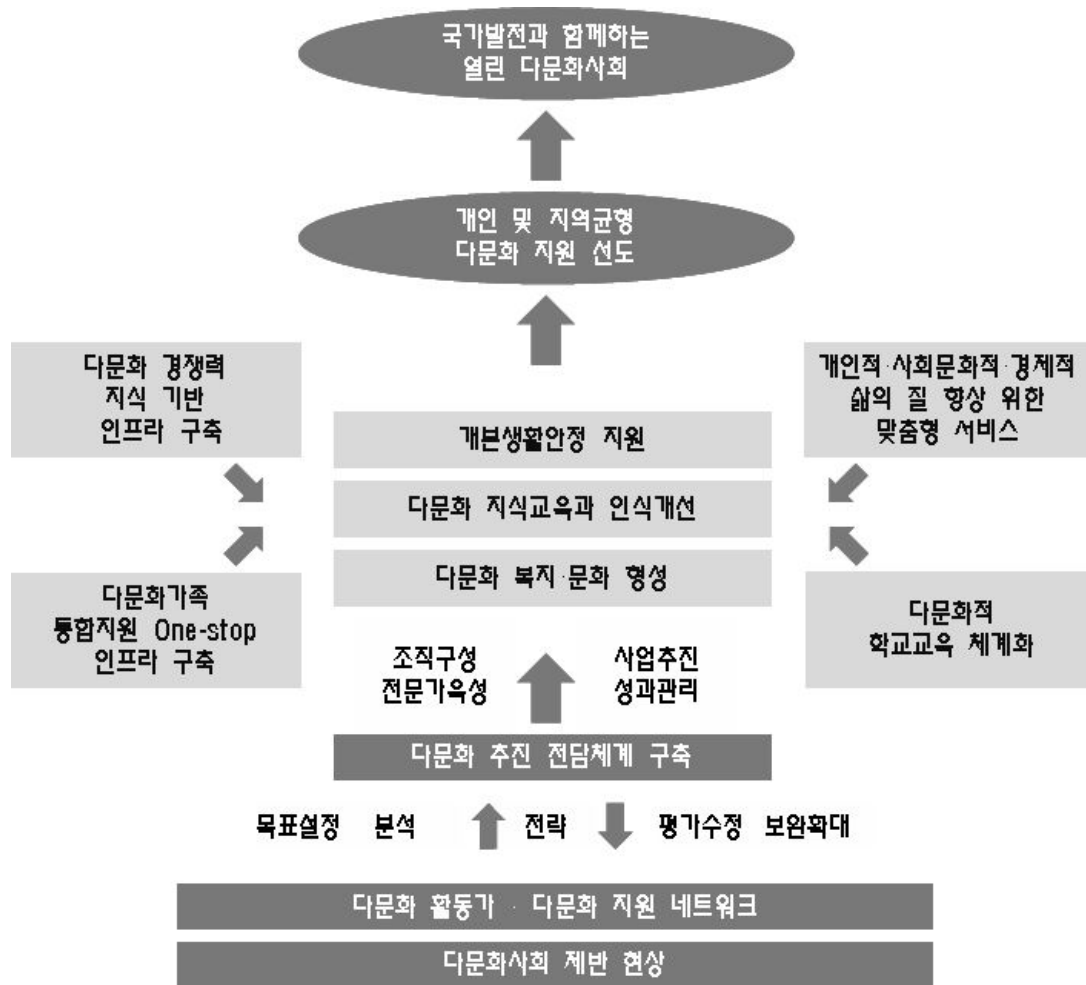 국가발전과 함께하는
열린 다문화사회
개인 및 지역균형
다문화 지원 선도
다문화 경쟁력
지식 기반
인프라 구축
개인적·사회문화적·경제적
삶의 질 향상 위한
맞춤형 서비스
개본생활안정 지원
다문화 지식교육과 인식개선
다문화 복지·문화 형성
다문화가족
통합지원 One-stop
인프라 구축
다문화적
학교교육 체계화
조직구성
전문가육성
사업추진
성과관리
다문화 추진 전담체계 구축
목표설정 분석 전략 평가수정 보완확대
다문화 활동가 · 다문화 지원 네트워크
다문화사회 제반 현상